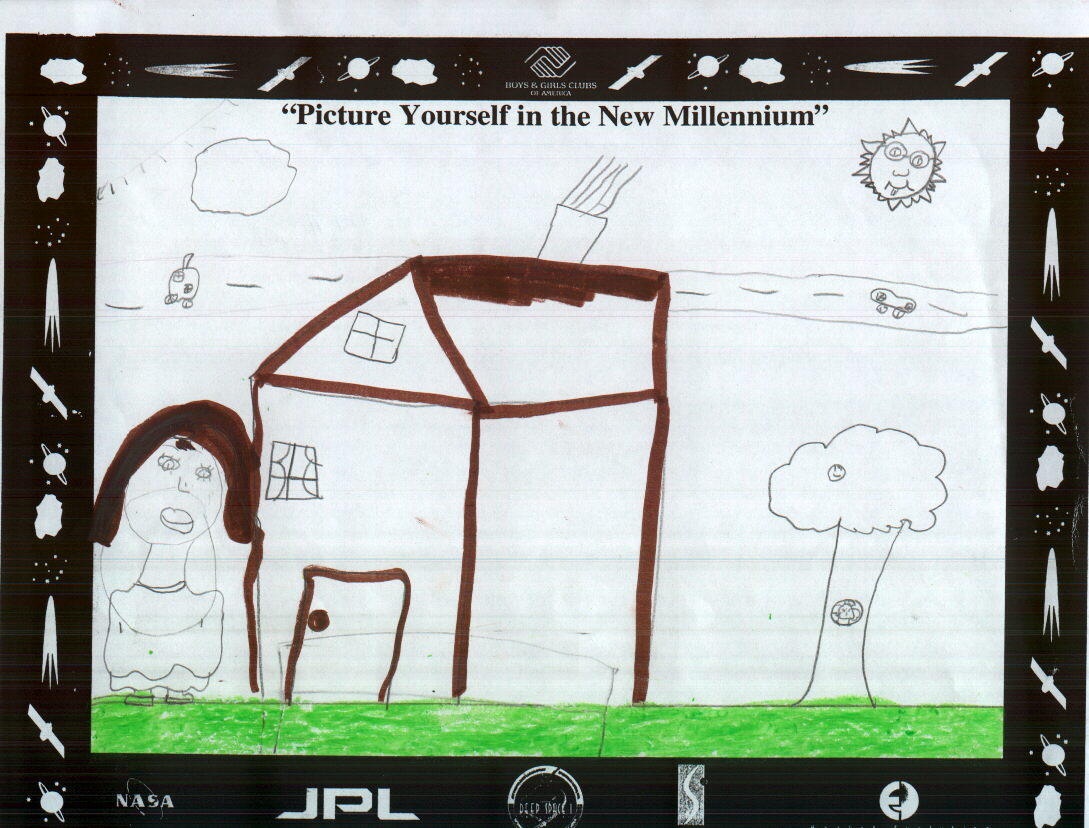 BOYS & GIRLS CLUBS
OF AMERICA
“Picture Yourself in the New Millennium”
NASA
JPL
DEEP SPACE 1